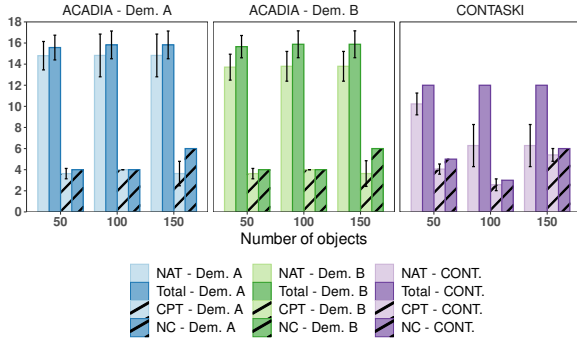 ACADIA - Dem. A ACADIA - Dem. B CONTASKI
18
16
14
12
10
8
6
4
2
0
50 100 150 50 100 150 50 100 150
Number of objects
NAT - Dem. A NAT - Dem. B NAT - CONT.
Total - Dem. A Total - Dem. B Total - CONT.
CPT - Dem. A CPT - Dem. B CPT - CONT.
NC - Dem. A NC - Dem. B NC - CONT.